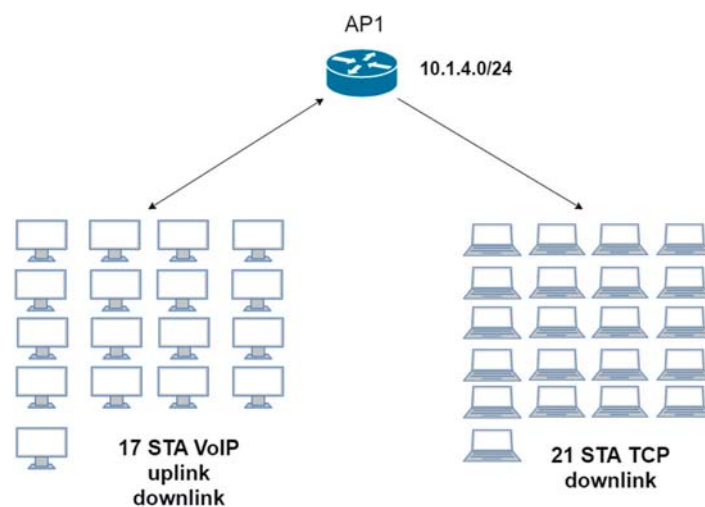 AP1
10.1.4.0/24
17 STA VoIP
uplink
downlink
21 STA TCP
downlink